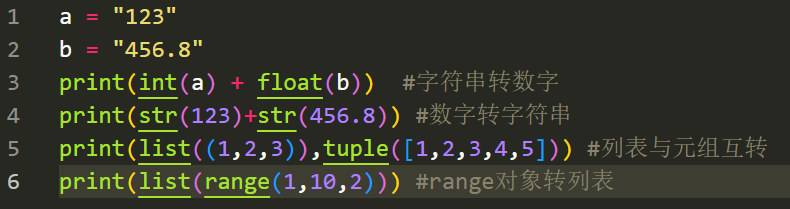 1 a = "123"
2 b = "456.8"
3 print(int(a) + float(b))  #字符串转数字
4 print(str(123)+str(456.8)) #数字转字符串
5 print(list((1,2,3)),tuple([1,2,3,4,5])) #列表与元组互转
6 print(list(range(1,10,2))) #range对象转列表